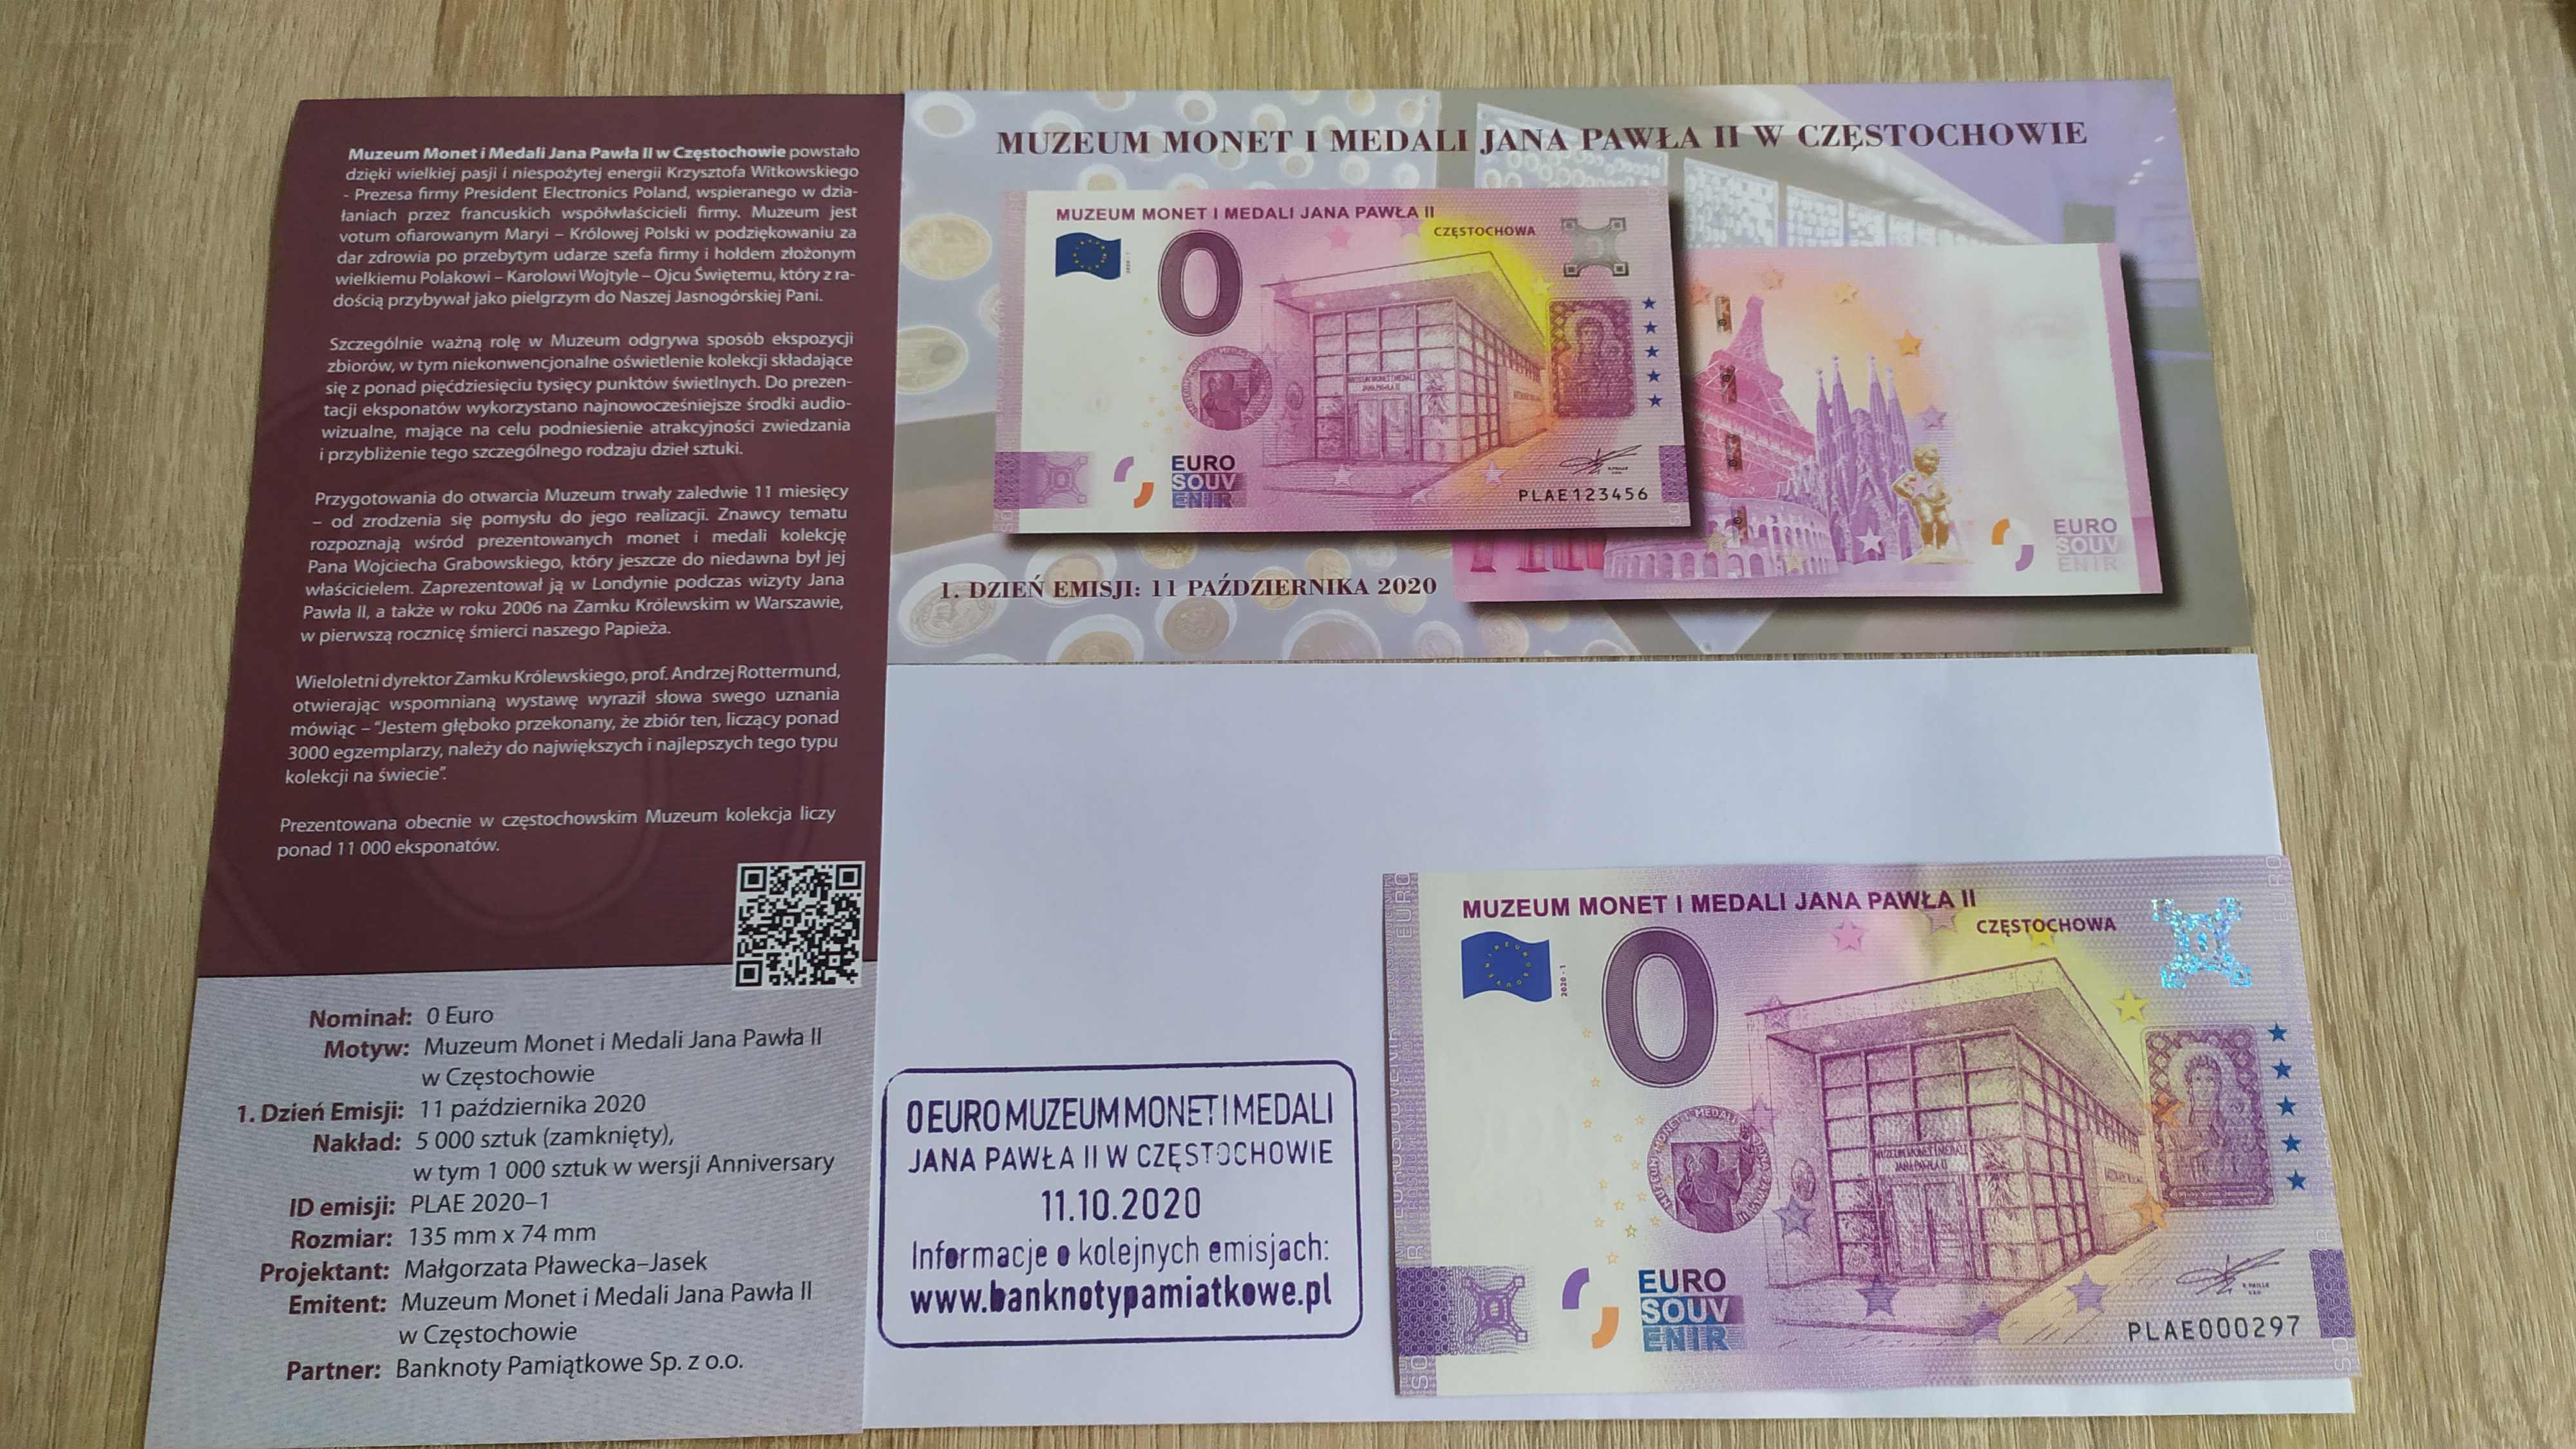 Muzeum Monet i Medali Jana Pawła II w Częstochowie powstało
dzięki wielkiej pasji i niespożytej energii Krzysztofa Witkowskiego
- Prezesa firmy President Electronics Poland, wspieranego w dzia-
łaniach przez francuskich współwłaścicieli firmy. Muzeum jest
votum ofiarowanym Maryi – Królowej Polski w podziękowaniu za
dar zdrowia po przebytym udarze szefa firmy i hołdem złożonym
wielkiemu Polakowi – Karolowi Wojtyle – Ojcu Świętemu, który z ra-
dością przybywał jako pielgrzym do Naszej Jasnogórskiej Pani.
Szczególnie ważną rolę w Muzeum odgrywa sposób ekspozycji
zbiorów, w tym niekonwencjonalne oświetlenie kolekcji składające
się z ponad pięćdziesięciu tysięcy punktów świetlnych. Do prezen-
tacji eksponatów wykorzystano najnowocześniejsze środki audio-
wizualne, mające na celu podniesienie atrakcyjności zwiedzania
i przybliżenie tego szczególnego rodzaju dzieł sztuki.
Przygotowania do otwarcia Muzeum trwały zaledwie 11 miesięcy
– od zrodzenia się pomysłu do jego realizacji. Znawcy tematu
rozpoznają wśród prezentowanych monet i medali kolekcję
Pana Wojciecha Grabowskiego, który jeszcze do niedawna był jej
właścicielem. Zaprezentował ją w Londynie podczas wizyty Jana
Pawła II, a także w roku 2006 na Zamku Królewskim w Warszawie,
w pierwszą rocznicę śmierci naszego Papieża.
Wieloletni dyrektor Zamku Królewskiego, prof. Andrzej Rottermund,
otwierając wspomnianą wystawę wyraził słowa swego uznania
mówiąc – "Jestem głęboko przekonany, że zbiór ten, liczący ponad
3000 egzemplarzy, należy do największych i najlepszych tego typu
kolekcji na świecie".
Prezentowana obecnie w częstochowskim Muzeum kolekcja liczy
ponad 11 000 eksponatów.
Nominał: 0 Euro
Motyw: Muzeum Monet i Medali Jana Pawła II
w Częstochowie
1. Dzień Emisji: 11 października 2020
Nakład: 5 000 sztuk (zamknięty),
w tym 1 000 sztuk w wersji Anniversary
ID emisji: PLAE 2020–1
Rozmiar: 135 mm x 74 mm
Projektant: Małgorzata Pławecka–Jasek
Emitent: Muzeum Monet i Medali Jana Pawła II
w Częstochowie
Partner: Banknoty Pamiątkowe Sp. z o.o.
MUZEUM MONET I MEDALI JANA PAWŁA II W CZĘSTOCHOWIE
MUZEUM MONET I MEDALI JANA PAWŁA II
CZĘSTOCHOWA
0
EURO
SOUV
ENIR
PLAE123456
EURO
SOUV
ENIR
1. DZIEŃ EMISJI: 11 PAŹDZIERNIKA 2020
0 EURO MUZEUM MONET I MEDALI
JANA PAWŁA II W CZĘSTOCHOWIE
11.10.2020
Informacje o kolejnych emisjach:
www.banknotypamiatkowe.pl
MUZEUM MONET I MEDALI JANA PAWŁA II
CZĘSTOCHOWA
2020 - 1
0
MUZEUM MONET I MEDALI
JANA PAWŁA II
EURO
SOUV
ENIR
R. FAILLE
PLAE000297